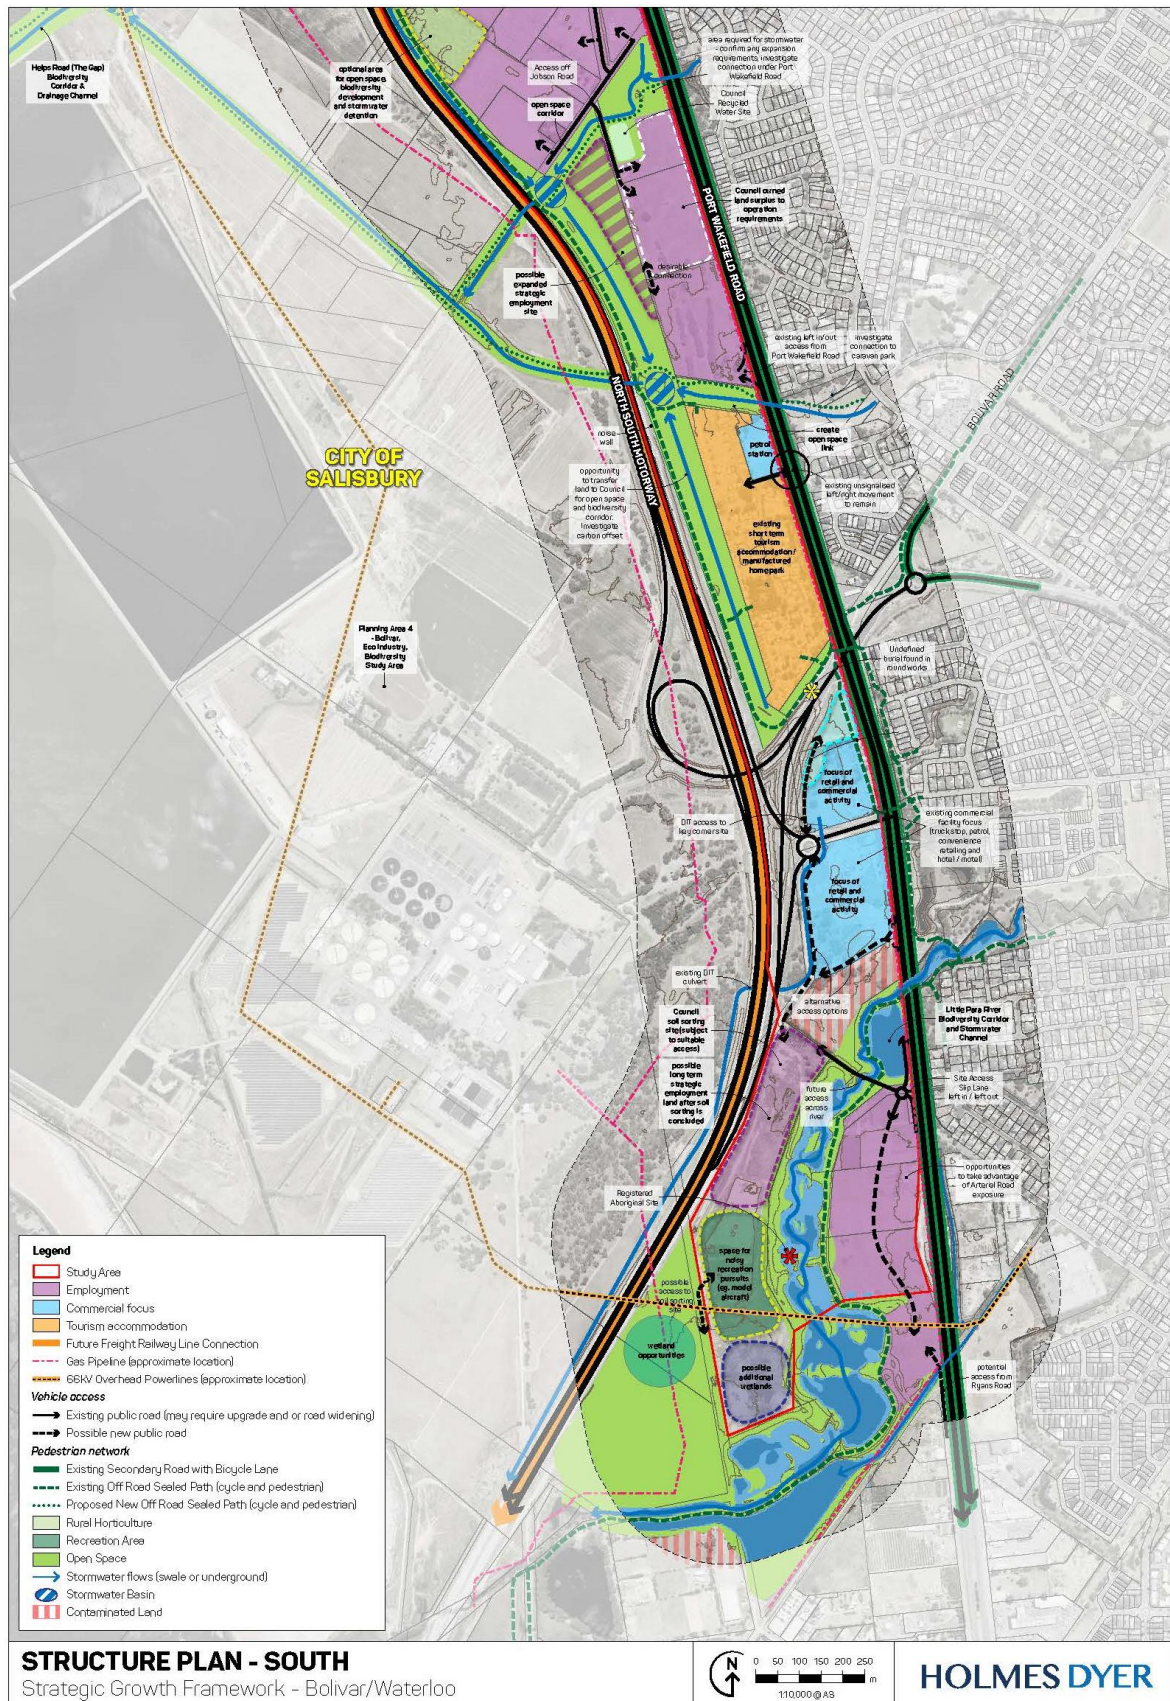 Helps Road (The Gap)
Biodiversity
Corridor &
Drainage Channel
optional area
for open space,
biodiversity
development
and stormwater
detention
Access off
Jobson Road
open space
corridor
area required for stormwater
- confirm any expansion
requirements, investigate
connection under Port
Wakefield Road
Council
Recycled
Water Site
PORT WAKEFIELD ROAD
Council owned
land surplus to
operation
requirements
possible
expanded
strategic
employment
site
desirable
connection
existing left in/out
access from
Port Wakefield Road
investigate
connection to
caravan park
BOLIVAR ROAD
NORTH SOUTH MOTORWAY
noise
wall
CITY OF
SALISBURY
petrol
station
create
open space
link
opportunity
to transfer
land to Council
for open space
and biodiversity
corridor.
Investigate
carbon offset
existing unsignalised
left/right movement
to remain
existing
short term
tourism
accommodation/
manufactured
home park
Planning Area 4
- Bolivar,
Eco Industry,
Biodiversity
Study Area
Undefined
burial found in
roundworks
focus of
retail and
commercial
activity
DIT access to
key corner site
existing commercial
facility focus
(truck stop, petrol,
convenience
retailing and
hotel / motel)
focus of
retail and
commercial
activity
existing DIT
culvert
alternative
access options
Council
soil sorting
site (subject
to suitable
access)
Little Para River
Biodiversity Corridor
and Stormwater
Channel
possible
long term
strategic
employment
land after soil
sorting is
concluded
future
access
across
river
Site Access
Slip Lane
left in / left out
opportunities
to take advantage
of Arterial Road
exposure
Registered
Aboriginal Site
space for
noisy
recreation
pursuits
(eg. model
aircraft)
possible
access to
soil sorting
site
wetland
opportunities
possible
additional
wetlands
potential
access from
Ryans Road
Legend
Study Area
Employment
Commercial focus
Tourism accommodation
Future Freight Railway Line Connection
Gas Pipeline (approximate location)
66kV Overhead Powerlines (approximate location)
Vehicle access
Existing public road (may require upgrade and or road widening)
Possible new public road
Pedestrian network
Existing Secondary Road with Bicycle Lane
Existing Off Road Sealed Path (cycle and pedestrian)
Proposed New Off Road Sealed Path (cycle and pedestrian)
Rural Horticulture
Recreation Area
Open Space
Stormwater flows (swale or underground)
Stormwater Basin
Contaminated Land
STRUCTURE PLAN - SOUTH
Strategic Growth Framework - Bolivar/Waterloo
N
0 50 100 150 200 250
m
1:10,000 @ A3
HOLMES DYER